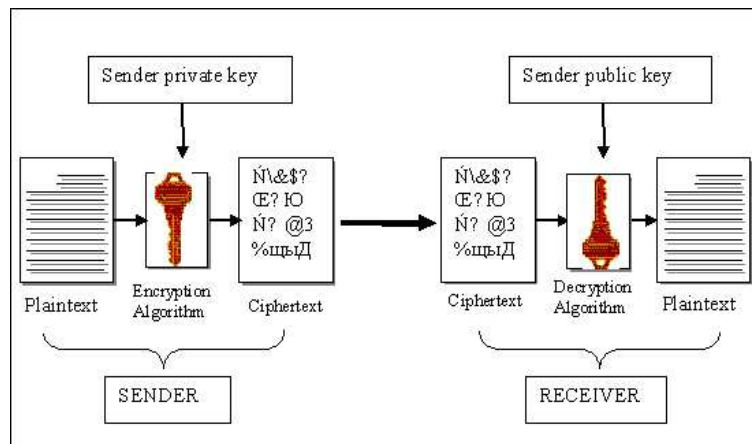 Sender private key
Sender public key
Ń\&$?
Œ? Ю
Ń? @3
%щыД
Ń\&$?
Œ? Ю
Ń? @3
%щыД
Plaintext
Encryption
Algorithm
Ciphertext
Ciphertext
Decryption
Algorithm
Plaintext
SENDER
RECEIVER